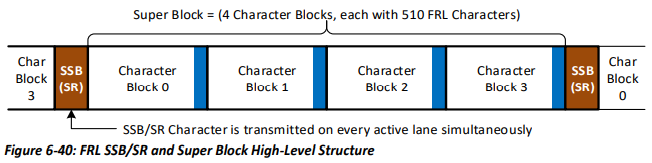 Super Block = (4 Character Blocks, each with 510 FRL Characters)
Char
Block
3
SSB
(SR)
Character
Block 0
Character
Block 1
Character
Block 2
Character
Block 3
SSB
(SR)
Char
Block
0
SSB/SR Character is transmitted on every active lane simultaneously
Figure 6-40: FRL SSB/SR and Super Block High-Level Structure